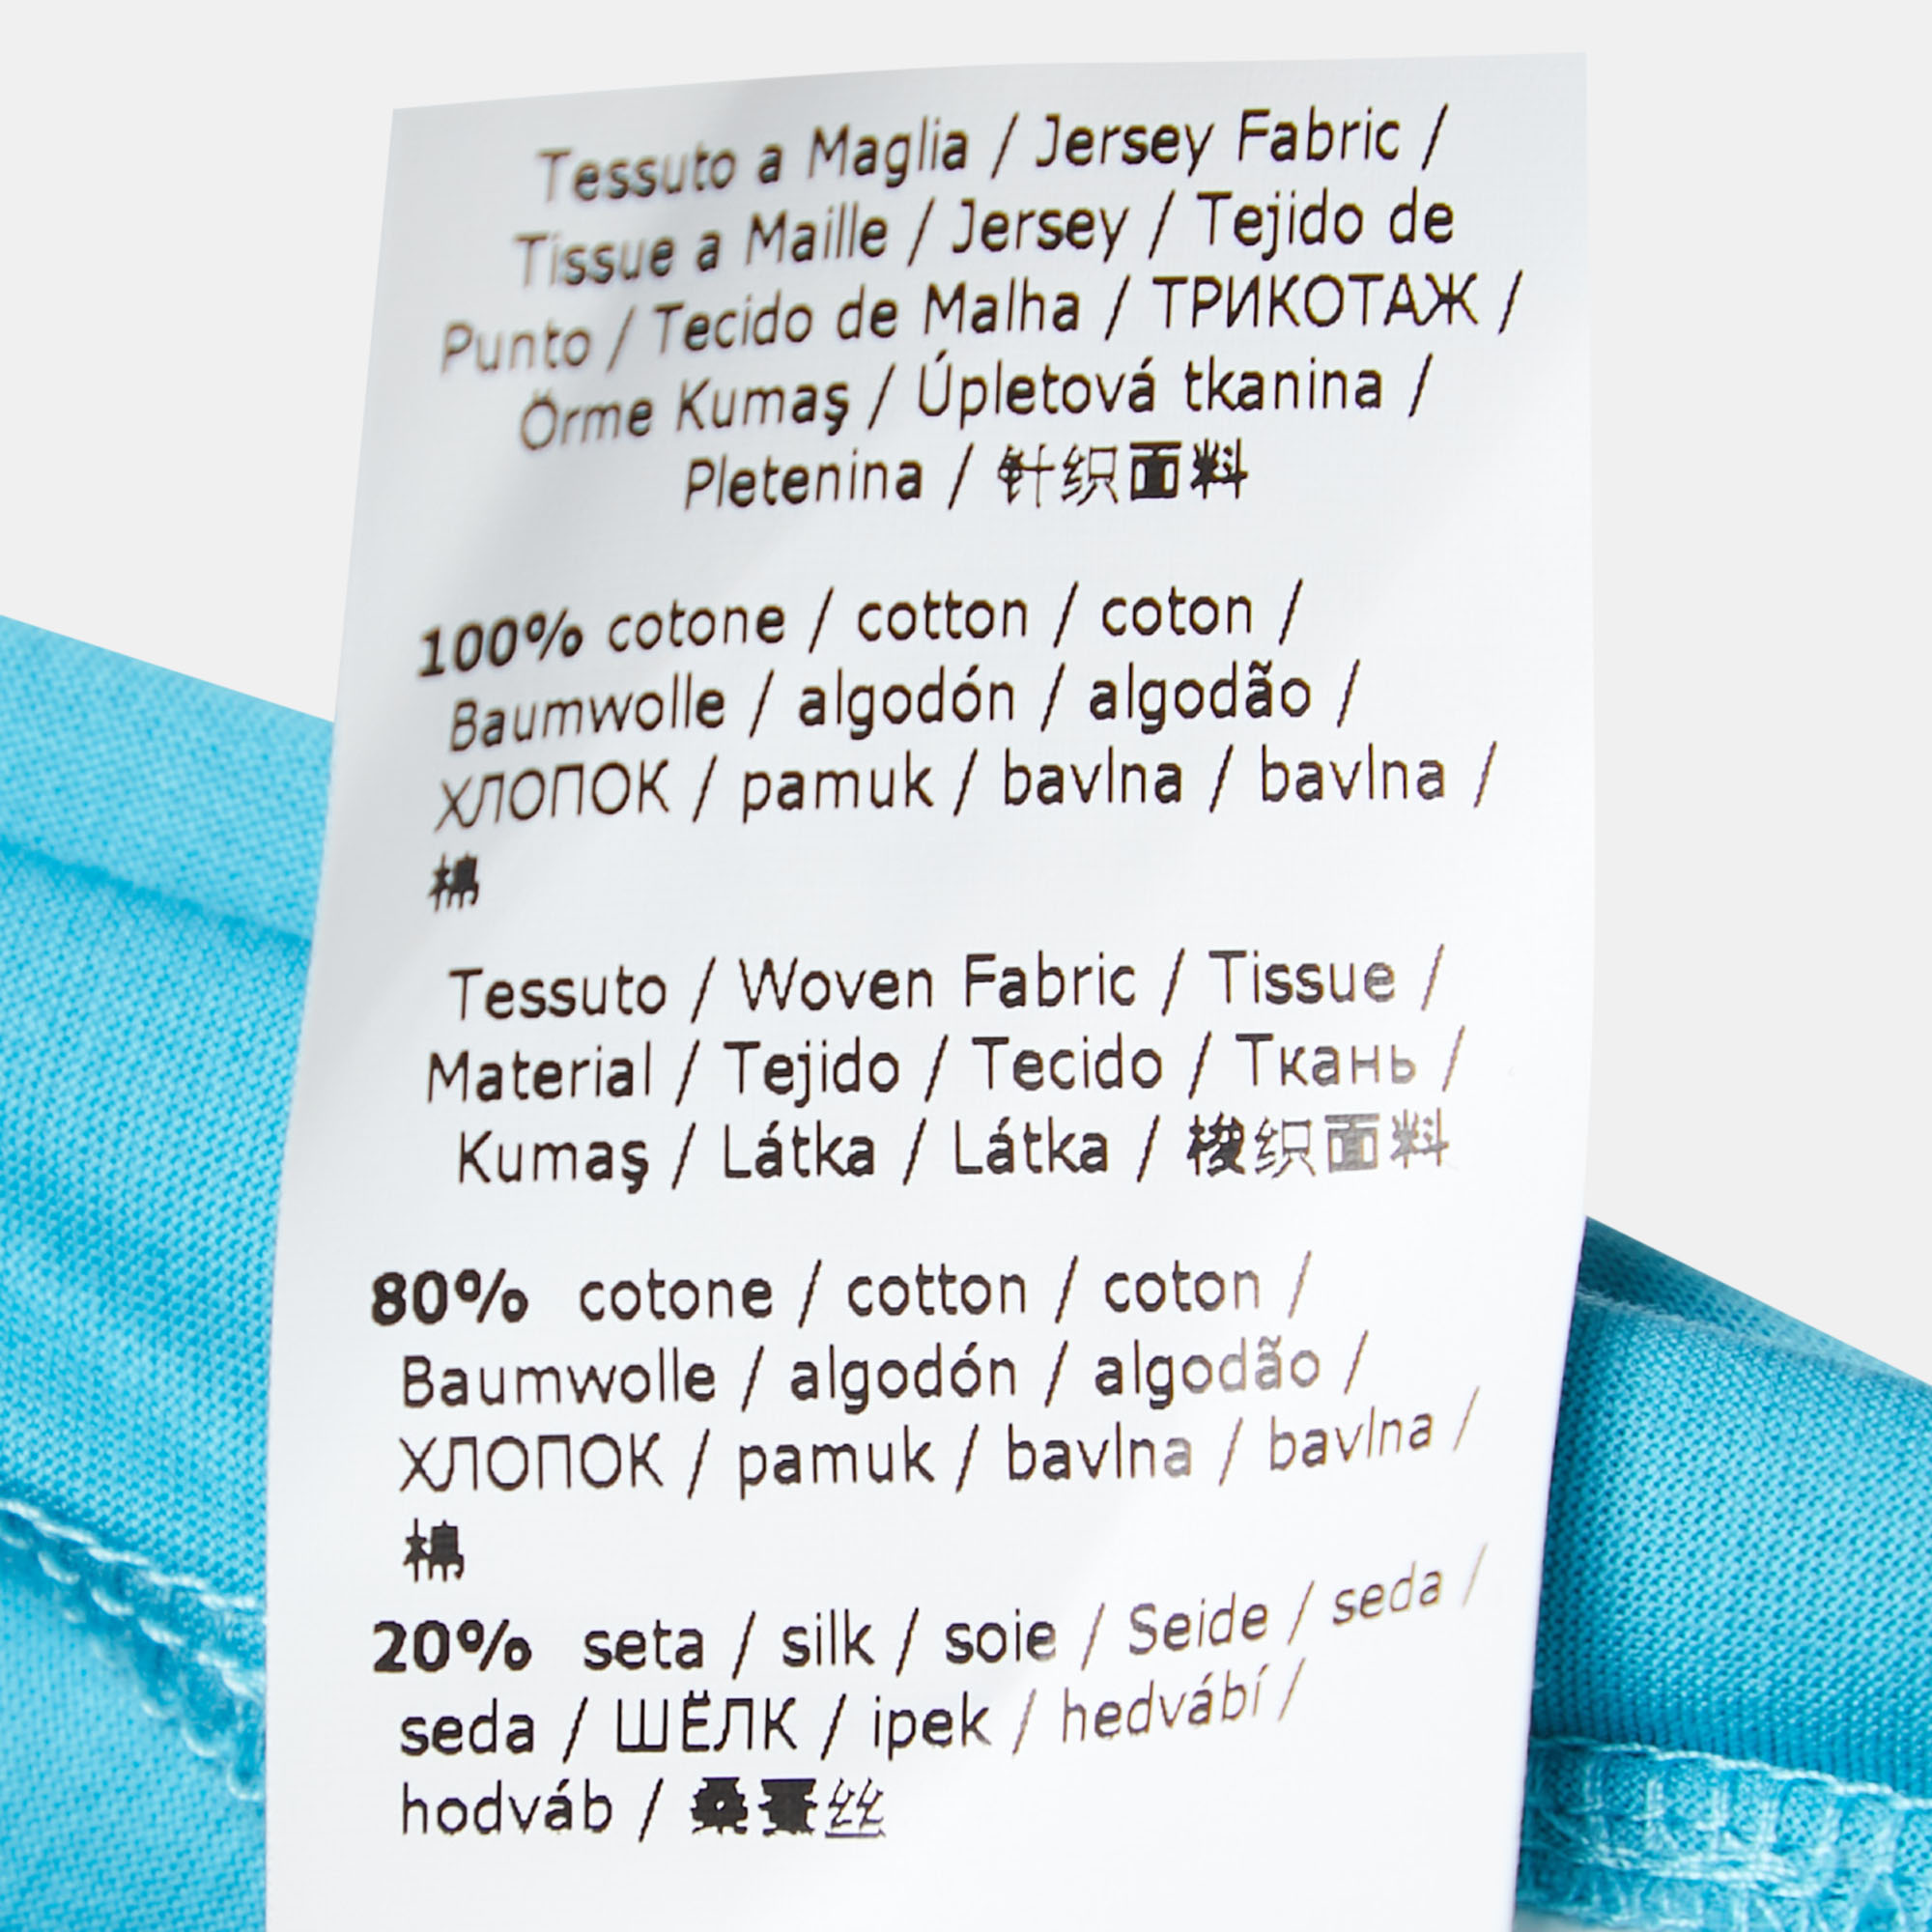 Tessuto a Maglia / Jersey Fabric /
Tissue a Maille / Jersey / Tejido de
Punto / Tecido de Malha / ТРИКОТАЖ /
Örme Kumaş / Úpletová tkanina /
Pletenina / 针织面料
100% cotone / cotton / coton /
Baumwolle / algodón / algodão /
ХЛОПОК / pamuk / bavlna / bavlna /
棉
Tessuto / Woven Fabric / Tissue /
Material / Tejido / Tecido / Ткань /
Kumaş / Látka / Látka / 梭织面料
80% cotone / cotton / coton /
Baumwolle / algodón / algodão /
ХЛОПОК / pamuk / bavlna / bavlna /
棉
20% seta / silk / soie / Seide / seda /
seda / ШЁЛК / ipek / hedvábí /
hodváb / 桑蚕丝